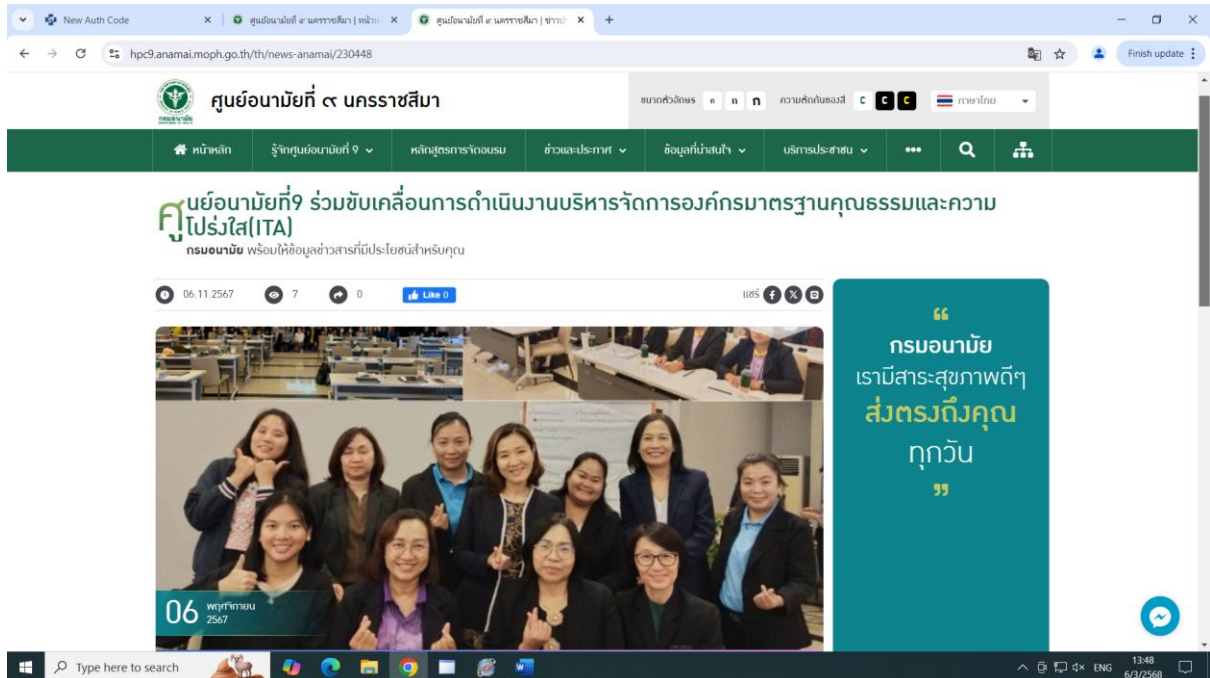 New Auth Code
ศูนย์อนามัยที่ ๙ นครราชสีมา | หน้าห
ศูนย์อนามัยที่ ๙ นครราชสีมา | ข่าวป
hpc9.anamai.moph.go.th/th/news-anamai/230448
Finish update
ศูนย์อนามัยที่ ๙ นครราชสีมา
ขนาดตัวอักษร ก ก ก
ความตัดกันของสี C C C
ภาษาไทย
กรมอนามัย
หน้าหลัก
รู้จักศูนย์อนามัยที่ 9
หลักสูตรการจัดอบรม
ข่าวและประกาศ
ข้อมูลที่น่าสนใจ
บริการประชาชน
ศูนย์อนามัยที่9 ร่วมขับเคลื่อนการดำเนินงานบริหารจัดการองค์กรมาตรฐานคุณธรรมและความ
โปร่งใส(ITA)
กรมอนามัย พร้อมให้ข้อมูลข่าวสารที่มีประโยชน์สำหรับคุณ
06.11.2567
7
0
Like 0
แชร์
“
กรมอนามัย
เรามีสาระสุขภาพดีๆ
ส่งตรงถึงคุณ
ทุกวัน
”
06 พฤศจิกายน
2567
Type here to search
ENG
13:48
6/3/2568